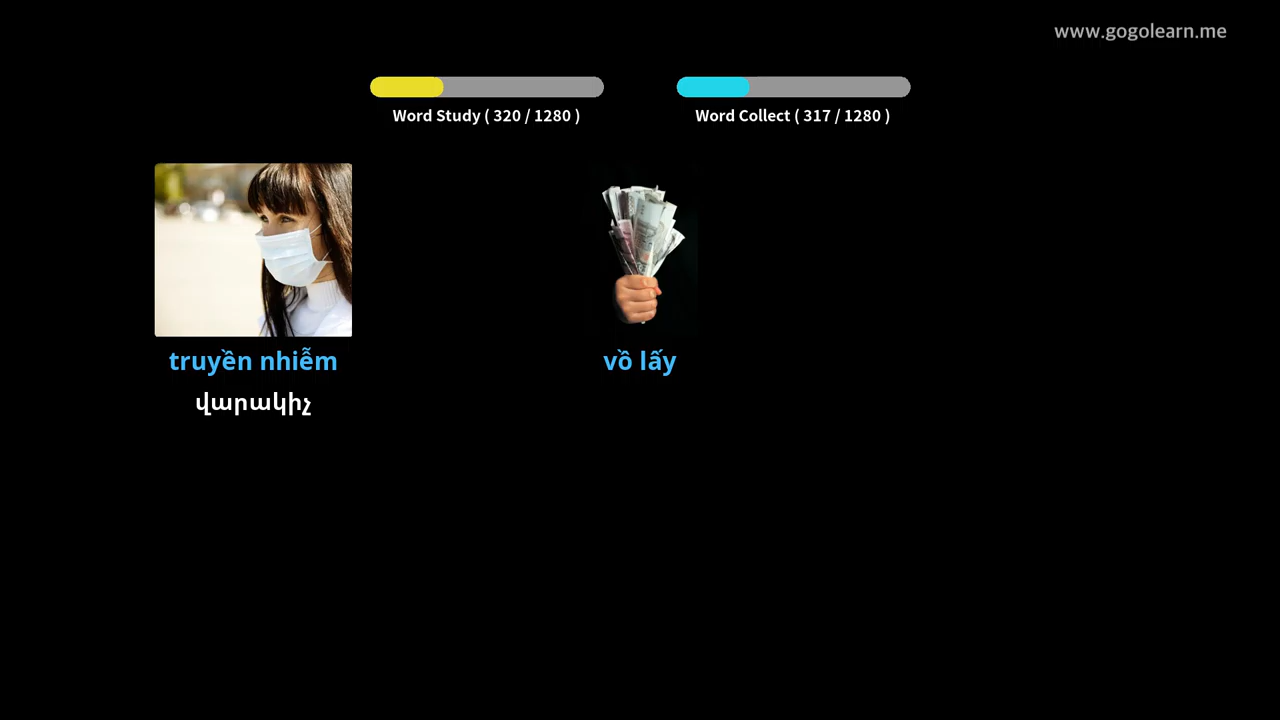 www.gogolearn.me
Word Study ( 320 / 1280 )
Word Collect ( 317 / 1280 )
truyền nhiễm
վարակիչ
vồ lấy